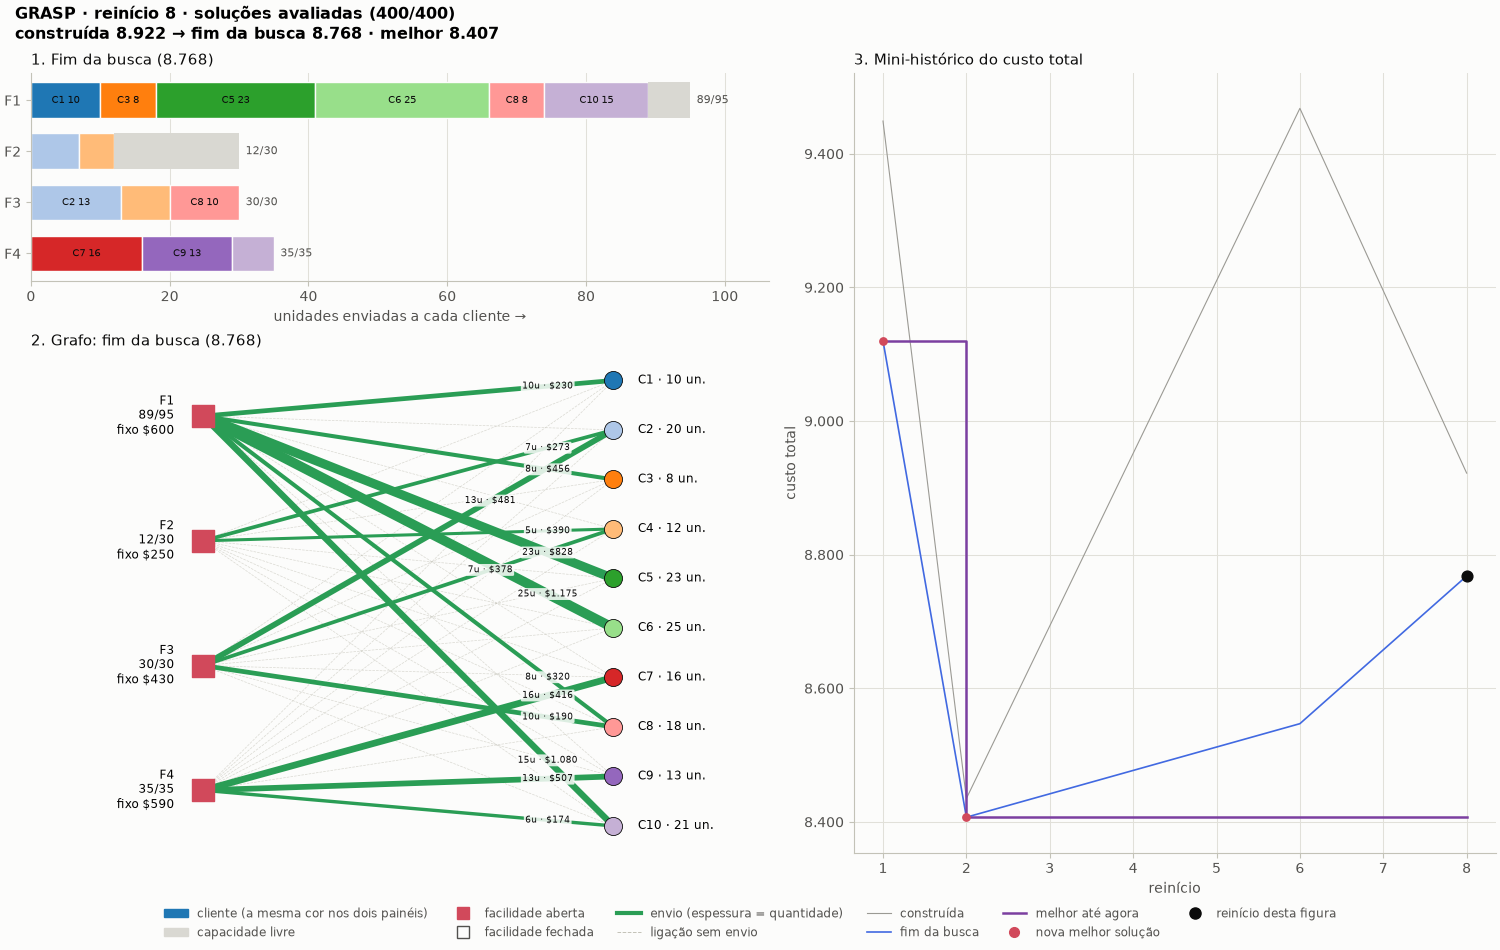 GRASP · reinício 8 · soluções avaliadas (400/400)
construída 8.922 → fim da busca 8.768 · melhor 8.407
1. Fim da busca (8.768)
F1
C1 10
C3 8
C5 23
C6 25
C8 8
C10 15
89/95
F2
12/30
F3
C2 13
C8 10
30/30
F4
C7 16
C9 13
35/35
0
20
40
60
80
100
unidades enviadas a cada cliente →
2. Grafo: fim da busca (8.768)
F1
89/95
fixo $600
F2
12/30
fixo $250
F3
30/30
fixo $430
F4
35/35
fixo $590
10u · $230
7u · $273
8u · $456
13u · $481
5u · $390
23u · $828
7u · $378
25u · $1.175
8u · $320
16u · $416
10u · $190
15u · $1.080
13u · $507
6u · $174
C1 · 10 un.
C2 · 20 un.
C3 · 8 un.
C4 · 12 un.
C5 · 23 un.
C6 · 25 un.
C7 · 16 un.
C8 · 18 un.
C9 · 13 un.
C10 · 21 un.
3. Mini-histórico do custo total
9.400
9.200
9.000
8.800
8.600
8.400
custo total
1
2
3
4
5
6
7
8
reinício
cliente (a mesma cor nos dois painéis)
capacidade livre
facilidade aberta
facilidade fechada
envio (espessura = quantidade)
ligação sem envio
construída
fim da busca
melhor até agora
nova melhor solução
reinício desta figura